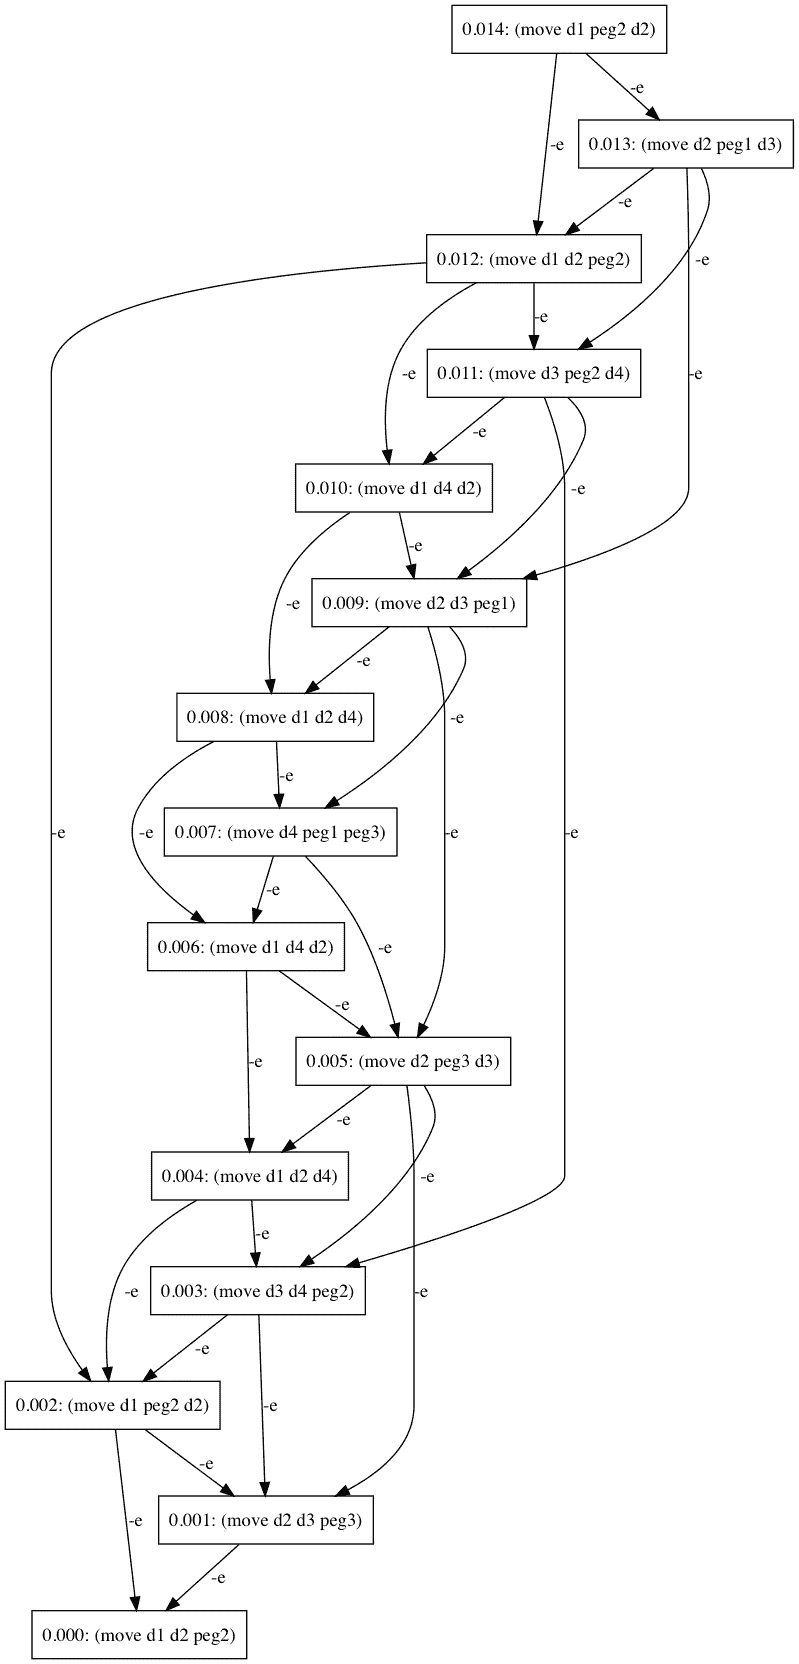 0.014: (move d1 peg2 d2)
-e
0.013: (move d2 peg1 d3)
-e
-e
0.012: (move d1 d2 peg2)
-e
-e
0.011: (move d3 peg2 d4)
-e
-e
-e
0.010: (move d1 d4 d2)
-e
-e
0.009: (move d2 d3 peg1)
-e
-e
0.008: (move d1 d2 d4)
-e
-e
0.007: (move d4 peg1 peg3)
-e
-e
-e
-e
-e
0.006: (move d1 d4 d2)
-e
-e
0.005: (move d2 peg3 d3)
-e
-e
0.004: (move d1 d2 d4)
-e
-e
0.003: (move d3 d4 peg2)
-e
-e
-e
0.002: (move d1 peg2 d2)
-e
-e
0.001: (move d2 d3 peg3)
-e
-e
0.000: (move d1 d2 peg2)